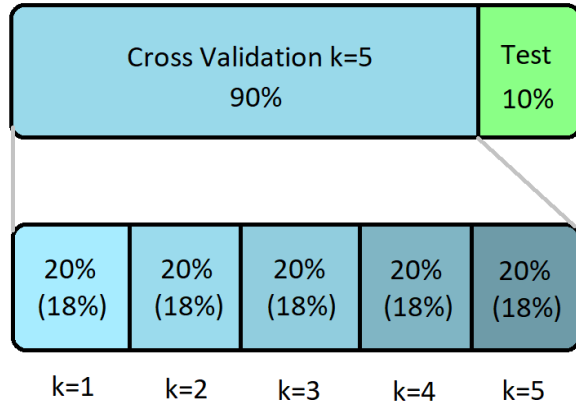 Cross Validation k=5
90%
Test
10%
20%
(18%)
20%
(18%)
20%
(18%)
20%
(18%)
20%
(18%)
k=1
k=2
k=3
k=4
k=5